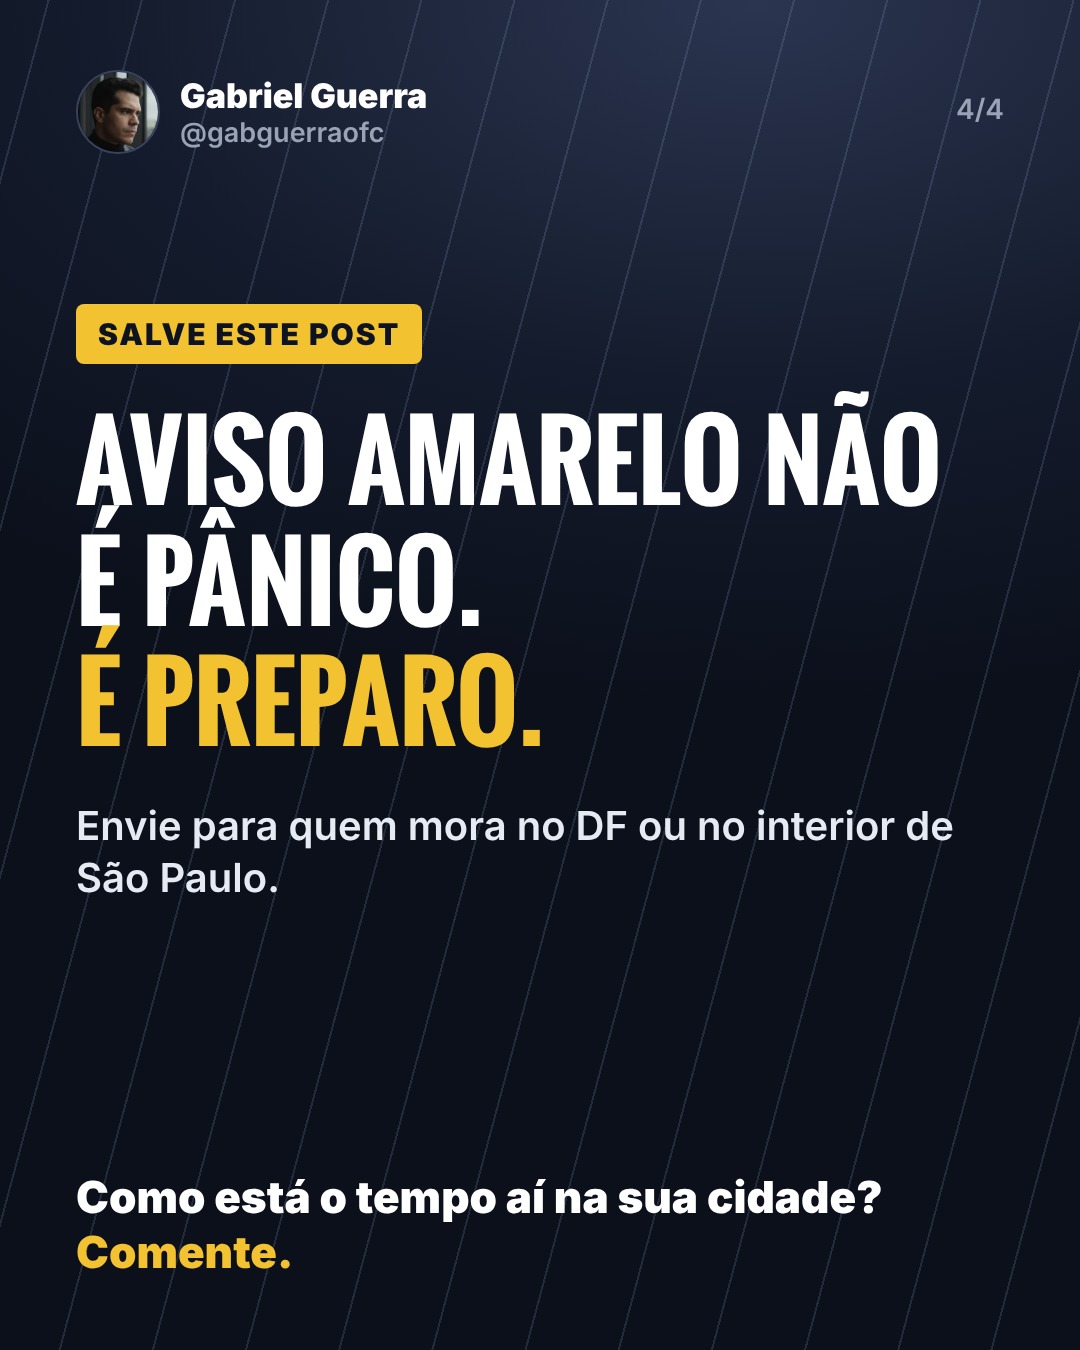 Gabriel Guerra
@gabguerraofc
4/4
SALVE ESTE POST
AVISO AMARELO NÃO
É PÂNICO.
É PREPARO.
Envie para quem mora no DF ou no interior de
São Paulo.
Como está o tempo aí na sua cidade?
Comente.